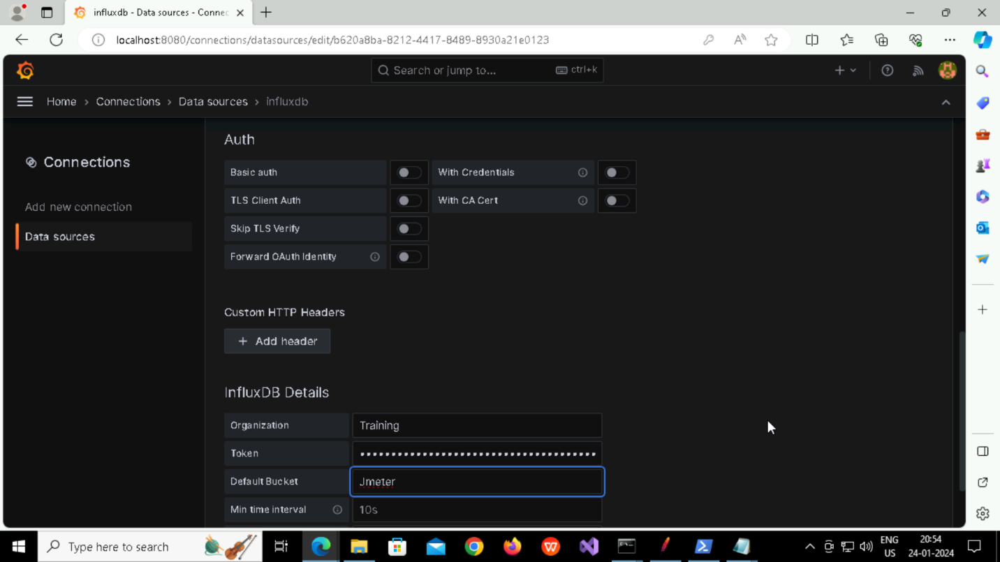 influxdb - Data sources - Connec
localhost:8080/connections/datasources/edit/b620a8ba-8212-4417-8489-8930a21e0123
Search or jump to... ctrl+k
Home › Connections › Data sources › influxdb
Connections
Add new connection
Data sources
Auth
Basic auth With Credentials
TLS Client Auth With CA Cert
Skip TLS Verify
Forward OAuth Identity
Custom HTTP Headers
+ Add header
InfluxDB Details
Organization Training
Token ••••••••••••••••••••••••••••••••••••••
Default Bucket Jmeter
Min time interval 10s
Type here to search
ENG
US
20:54
24-01-2024